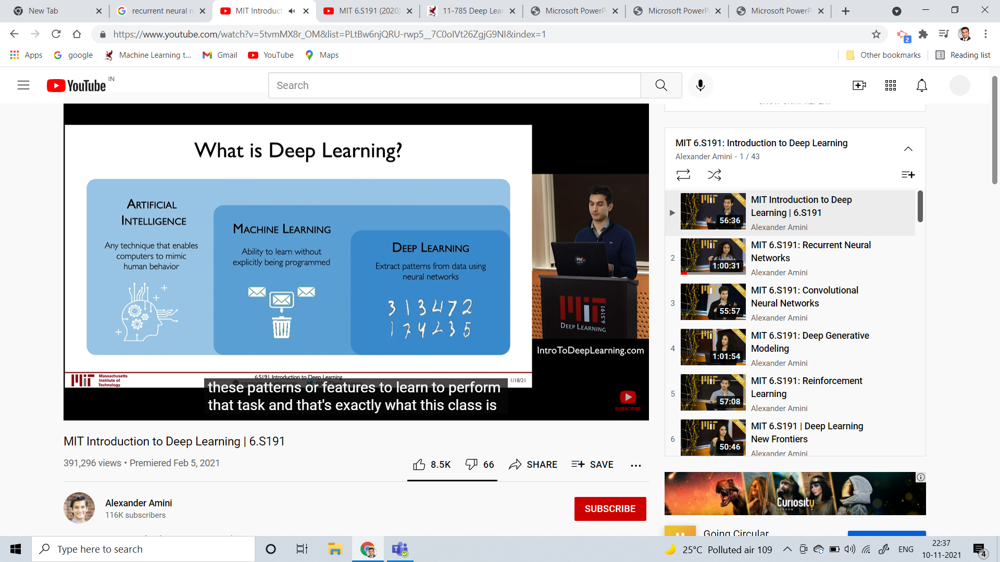 New Tab
recurrent neural n
MIT Introduct
MIT 6.S191 (2020)
11-785 Deep Lear
Microsoft PowerP
Microsoft PowerP
Microsoft PowerP
https://www.youtube.com/watch?v=5tvmMX8r_OM&list=PLtBw6njQRU-rwp5__7C0oIVt26ZgjG9NI&index=1
2
Apps
google
Machine Learning t...
Gmail
YouTube
Maps
Other bookmarks
Reading list
YouTube IN
Search
What is Deep Learning?
ARTIFICIAL
INTELLIGENCE
Any technique that enables
computers to mimic
human behavior
MACHINE LEARNING
Ability to learn without
explicitly being programmed
DEEP LEARNING
Extract patterns from data using
neural networks
3 1 3 4 7 2
1 7 4 2 3 5
MIT
6.S191
DEEP LEARNING
IntroToDeepLearning.com
MIT
Massachusetts
Institute of
Technology
6.S191 Introduction to Deep Learning
1/18/21
these patterns or features to learn to perform
that task and that's exactly what this class is
SUBSCRIBE
MIT Introduction to Deep Learning | 6.S191
391,296 views • Premiered Feb 5, 2021
8.5K
66
SHARE
SAVE
Alexander Amini
116K subscribers
SUBSCRIBE
MIT 6.S191: Introduction to Deep Learning
Alexander Amini - 1 / 43
56:36
MIT Introduction to Deep
Learning | 6.S191
Alexander Amini
2
1:00:31
MIT 6.S191: Recurrent Neural
Networks
Alexander Amini
3
55:57
MIT 6.S191: Convolutional
Neural Networks
Alexander Amini
4
1:01:54
MIT 6.S191: Deep Generative
Modeling
Alexander Amini
5
57:08
MIT 6.S191: Reinforcement
Learning
Alexander Amini
6
50:46
MIT 6.S191 | Deep Learning
New Frontiers
Alexander Amini
CURIOSITY
STREAM
Going Circular
Type here to search
25°C Polluted air 109
ENG
22:37
10-11-2021
4